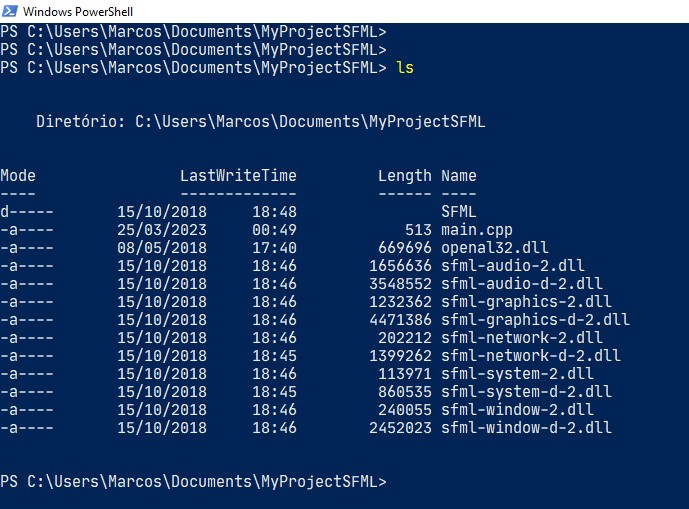 Windows PowerShell
PS C:\Users\Marcos\Documents\MyProjectSFML>
PS C:\Users\Marcos\Documents\MyProjectSFML>
PS C:\Users\Marcos\Documents\MyProjectSFML> ls
Diretório: C:\Users\Marcos\Documents\MyProjectSFML
Mode LastWriteTime Length Name
---- ------------- ------ ----
d----- 15/10/2018 18:48 SFML
-a---- 25/03/2023 00:49 513 main.cpp
-a---- 08/05/2018 17:40 669696 openal32.dll
-a---- 15/10/2018 18:46 1656636 sfml-audio-2.dll
-a---- 15/10/2018 18:46 3548552 sfml-audio-d-2.dll
-a---- 15/10/2018 18:46 1232362 sfml-graphics-2.dll
-a---- 15/10/2018 18:46 4471386 sfml-graphics-d-2.dll
-a---- 15/10/2018 18:46 202212 sfml-network-2.dll
-a---- 15/10/2018 18:45 1399262 sfml-network-d-2.dll
-a---- 15/10/2018 18:46 113971 sfml-system-2.dll
-a---- 15/10/2018 18:45 860535 sfml-system-d-2.dll
-a---- 15/10/2018 18:46 240055 sfml-window-2.dll
-a---- 15/10/2018 18:46 2452023 sfml-window-d-2.dll
PS C:\Users\Marcos\Documents\MyProjectSFML>